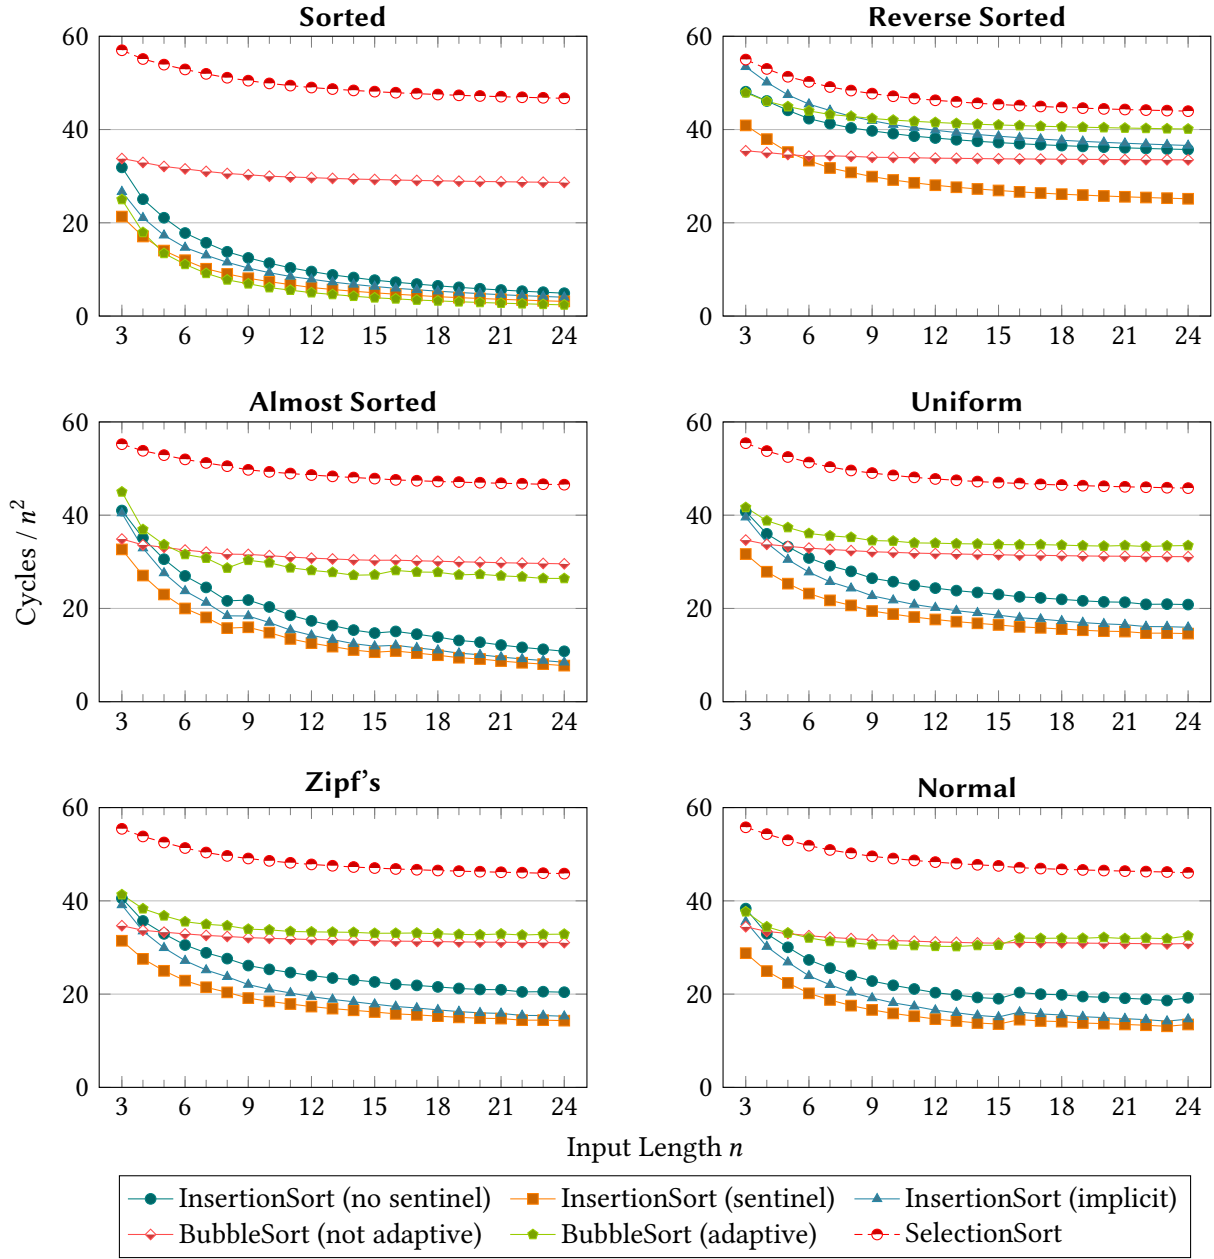 Sorted
Reverse Sorted
60
40
20
0
3 6 9 12 15 18 21 24
60
40
20
0
3 6 9 12 15 18 21 24
Almost Sorted
Uniform
60
40
20
0
3 6 9 12 15 18 21 24
60
40
20
0
3 6 9 12 15 18 21 24
Cycles / n²
Zipf's
Normal
60
40
20
0
3 6 9 12 15 18 21 24
60
40
20
0
3 6 9 12 15 18 21 24
Input Length n
InsertionSort (no sentinel) InsertionSort (sentinel) InsertionSort (implicit)
BubbleSort (not adaptive) BubbleSort (adaptive) SelectionSort